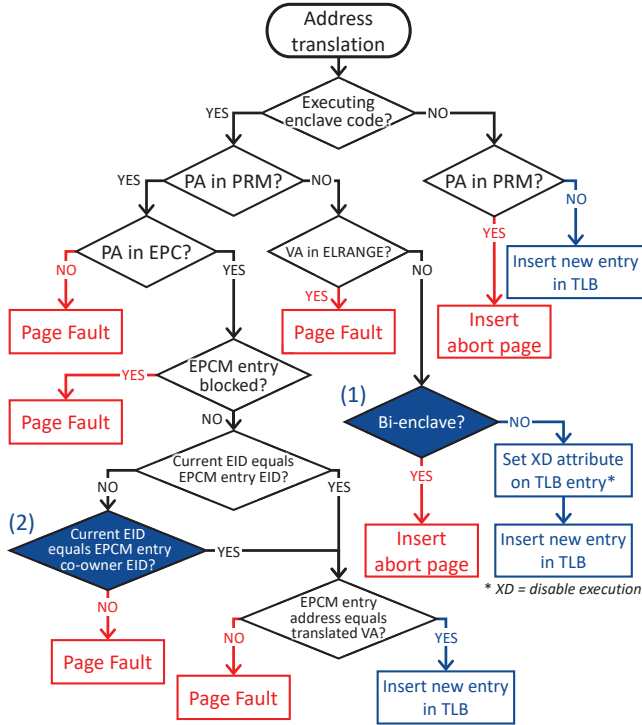 Address
translation
Executing
enclave code?
YES
NO
PA in PRM?
PA in PRM?
YES
NO
YES
NO
PA in EPC?
VA in ELRANGE?
Insert new entry
in TLB
NO
YES
YES
NO
Page Fault
Page Fault
Insert
abort page
EPCM entry
blocked?
YES
Page Fault
NO
(1)
Bi-enclave?
NO
YES
Set XD attribute
on TLB entry*
Current EID equals
EPCM entry EID?
NO
YES
(2)
Current EID
equals EPCM entry
co-owner EID?
YES
NO
Insert
abort page
Insert new entry
in TLB
* XD = disable execution
Page Fault
EPCM entry
address equals
translated VA?
NO
YES
Page Fault
Insert new entry
in TLB